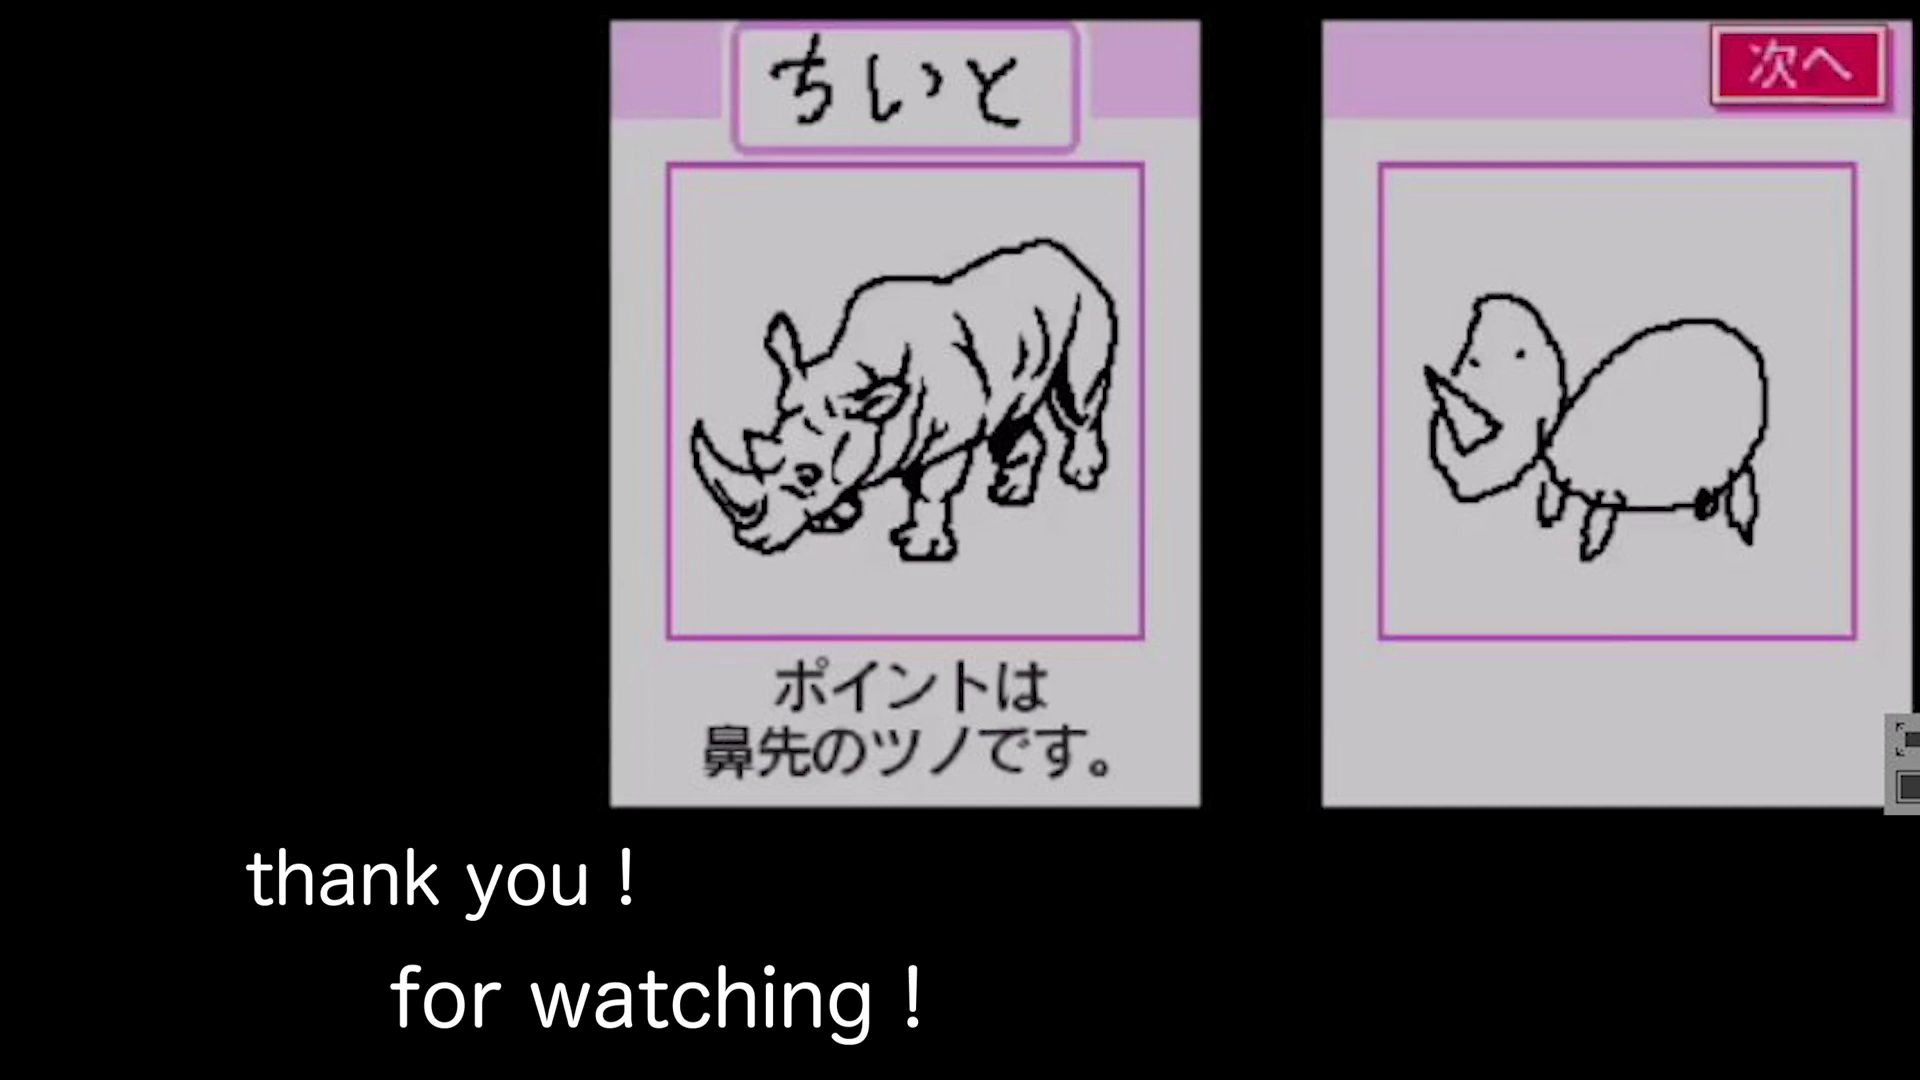 ちいと
次へ
ポイントは
鼻先のツノです。
thank you !
for watching !